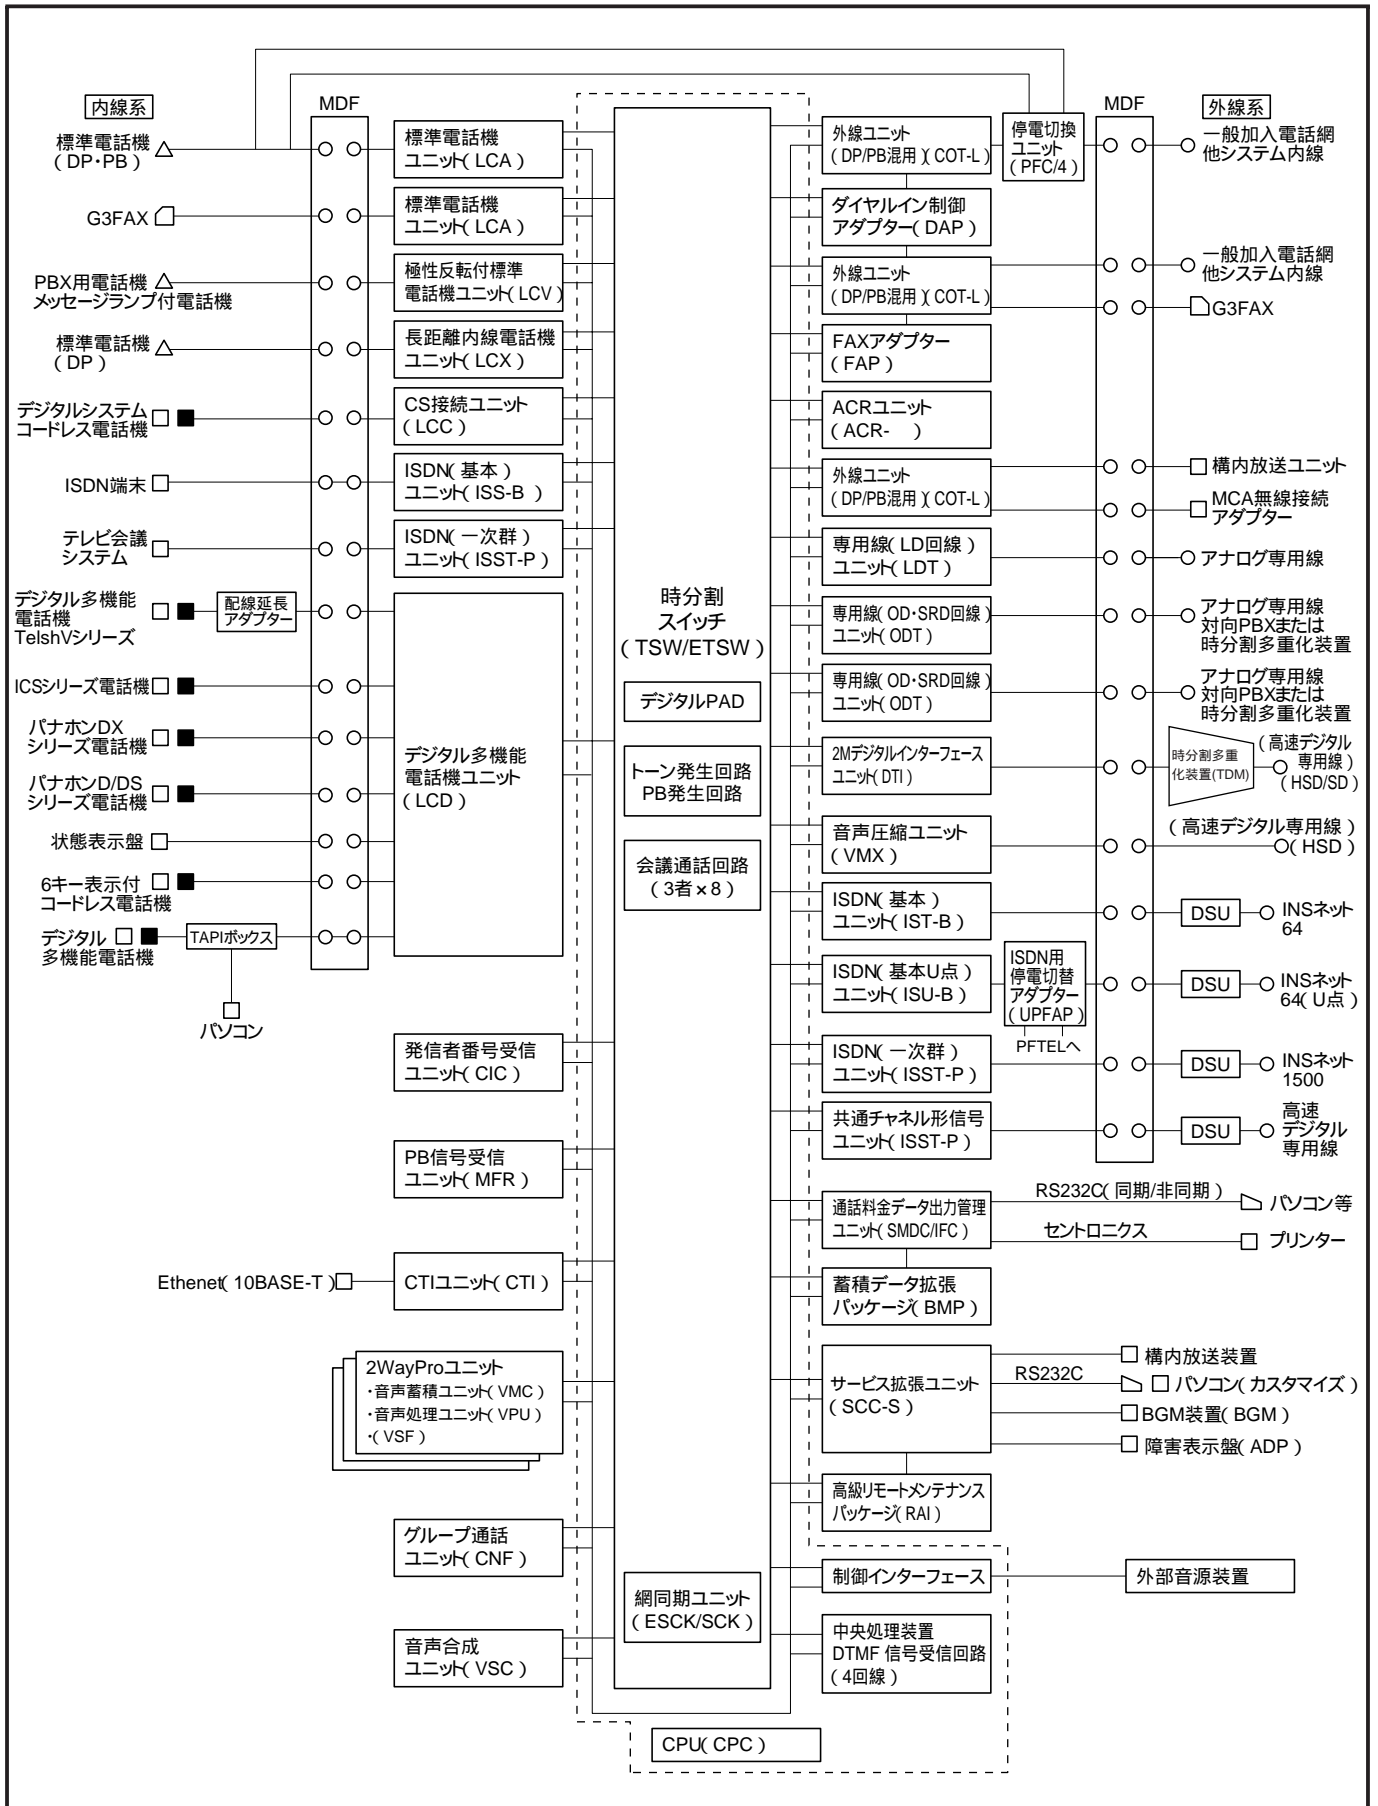 内線系
MDF
標準電話機
(DP・PB)
G3FAX
PBX用電話機
メッセージランプ付電話機
標準電話機
(DP)
デジタルシステム
コードレス電話機
ISDN端末
テレビ会議
システム
デジタル多機能
電話機
TelshVシリーズ
配線延長
アダプター
ICSシリーズ電話機
パナホンDX
シリーズ電話機
パナホンD/DS
シリーズ電話機
状態表示盤
6キー表示付
コードレス電話機
デジタル
多機能電話機
TAPIボックス
パソコン
Ethenet(10BASE-T)
標準電話機
ユニット(LCA)
標準電話機
ユニット(LCA)
極性反転付標準
電話機ユニット(LCV)
長距離内線電話機
ユニット(LCX)
CS接続ユニット
(LCC)
ISDN(基本)
ユニット(ISS-B)
ISDN(一次群)
ユニット(ISST-P)
デジタル多機能
電話機ユニット
(LCD)
発信者番号受信
ユニット(CIC)
PB信号受信
ユニット(MFR)
CTIユニット(CTI)
2WayProユニット
・音声蓄積ユニット(VMC)
・音声処理ユニット(VPU)
・(VSF)
グループ通話
ユニット(CNF)
音声合成
ユニット(VSC)
時分割
スイッチ
(TSW/ETSW)
デジタルPAD
トーン発生回路
PB発生回路
会議通話回路
(3者×8)
網同期ユニット
(ESCK/SCK)
CPU(CPC)
外線ユニット
(DP/PB混用)(COT-L)
ダイヤルイン制御
アダプター(DAP)
外線ユニット
(DP/PB混用)(COT-L)
FAXアダプター
(FAP)
ACRユニット
(ACR- )
外線ユニット
(DP/PB混用)(COT-L)
専用線(LD回線)
ユニット(LDT)
専用線(OD・SRD回線)
ユニット(ODT)
専用線(OD・SRD回線)
ユニット(ODT)
2Mデジタルインターフェース
ユニット(DTI)
音声圧縮ユニット
(VMX)
ISDN(基本)
ユニット(IST-B)
ISDN(基本U点)
ユニット(ISU-B)
ISDN(一次群)
ユニット(ISST-P)
共通チャネル形信号
ユニット(ISST-P)
通話料金データ出力管理
ユニット(SMDC/IFC)
蓄積データ拡張
パッケージ(BMP)
サービス拡張ユニット
(SCC-S)
高級リモートメンテナンス
パッケージ(RAI)
制御インターフェース
中央処理装置
DTMF信号受信回路
(4回線)
停電切換
ユニット
(PFC/4)
ISDN用
停電切替
アダプター
(UPFAP)
PFTELへ
MDF
外線系
一般加入電話網
他システム内線
一般加入電話網
他システム内線
G3FAX
構内放送ユニット
MCA無線接続
アダプター
アナログ専用線
アナログ専用線
対向PBXまたは
時分割多重化装置
アナログ専用線
対向PBXまたは
時分割多重化装置
時分割多重
化装置(TDM)
(高速デジタル
専用線)
(HSD/SD)
(高速デジタル専用線)
(HSD)
DSU
INSネット
64
DSU
INSネット
64(U点)
DSU
INSネット
1500
DSU
高速
デジタル
専用線
RS232C(同期/非同期)
パソコン等
セントロニクス
プリンター
構内放送装置
RS232C
パソコン(カスタマイズ)
BGM装置(BGM)
障害表示盤(ADP)
外部音源装置